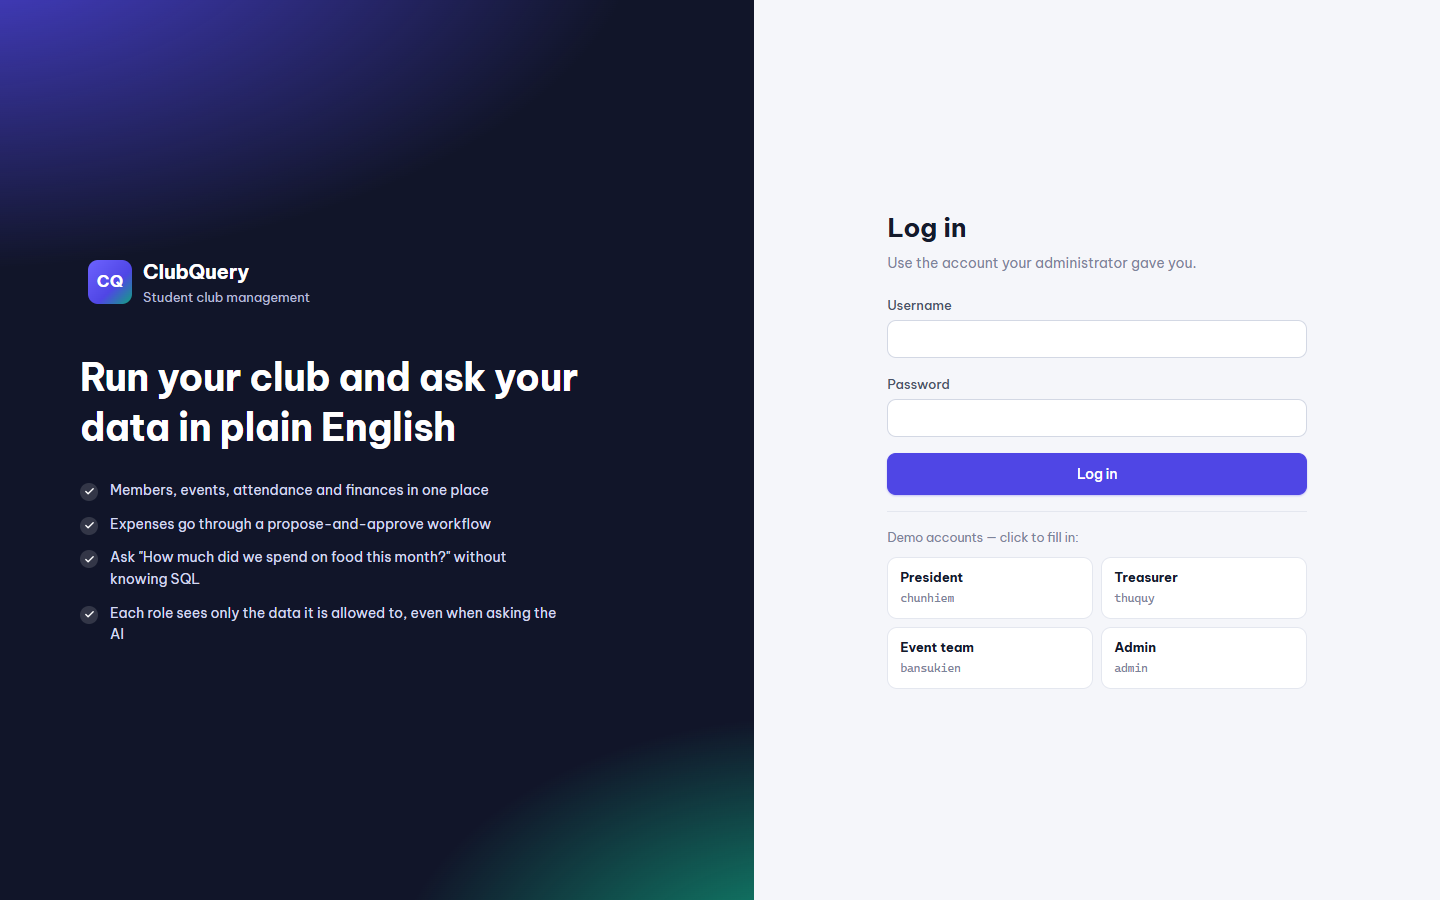 CQ
ClubQuery
Student club management
Run your club and ask your
data in plain English
Members, events, attendance and finances in one place
Expenses go through a propose-and-approve workflow
Ask "How much did we spend on food this month?" without
knowing SQL
Each role sees only the data it is allowed to, even when asking the
AI
Log in
Use the account your administrator gave you.
Username
Password
Log in
Demo accounts — click to fill in:
President
chunhiem
Treasurer
thuquy
Event team
bansukien
Admin
admin